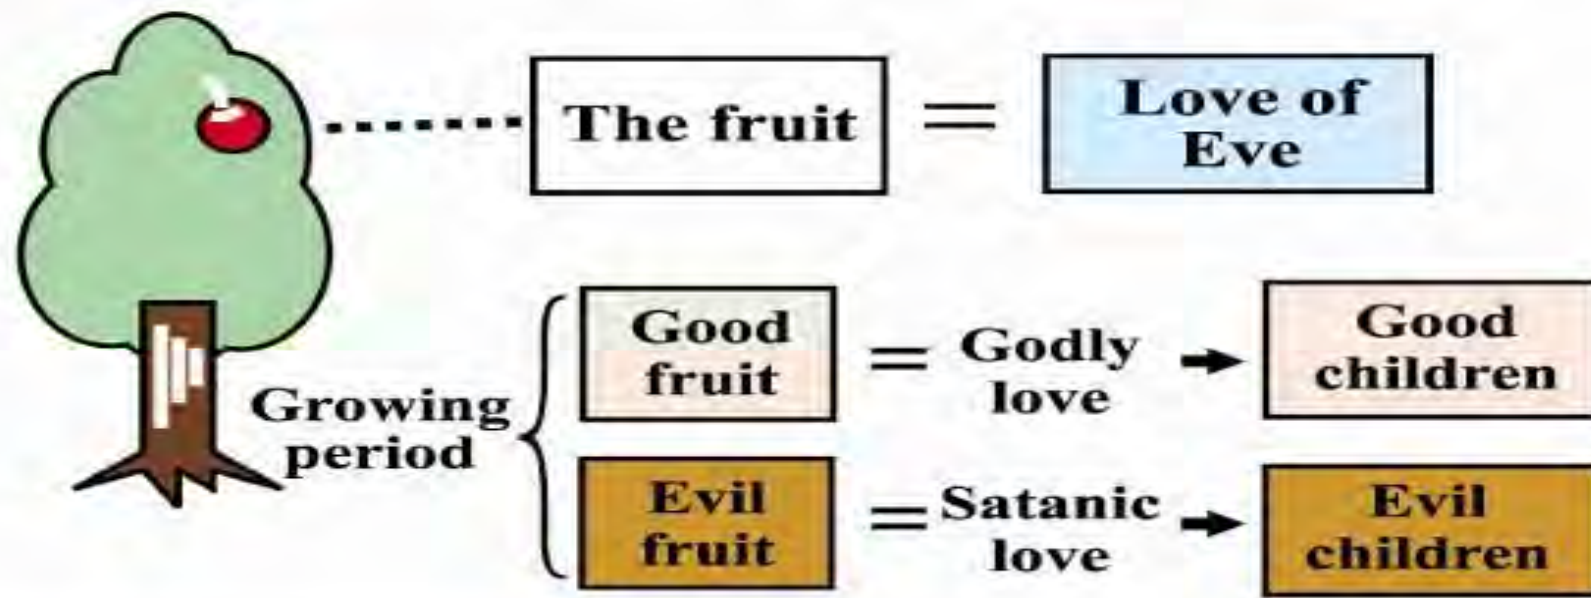 The fruit = Love of
Eve
Growing
period
Good
fruit
= Godly
love
Good
children
Evil
fruit
= Satanic
love
Evil
children